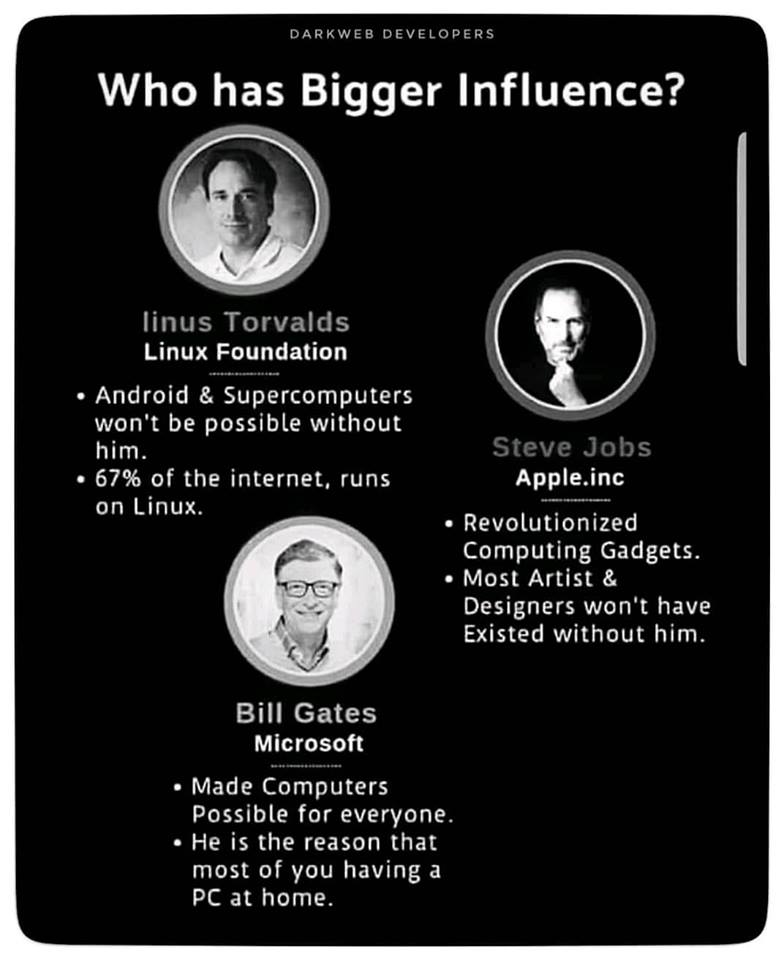 DARKWEB DEVELOPERS
Who has Bigger Influence?
linus Torvalds
Linux Foundation
• Android & Supercomputers
won't be possible without
him.
• 67% of the internet, runs
on Linux.
Steve Jobs
Apple.inc
• Revolutionized
Computing Gadgets.
• Most Artist &
Designers won't have
Existed without him.
Bill Gates
Microsoft
• Made Computers
Possible for everyone.
• He is the reason that
most of you having a
PC at home.